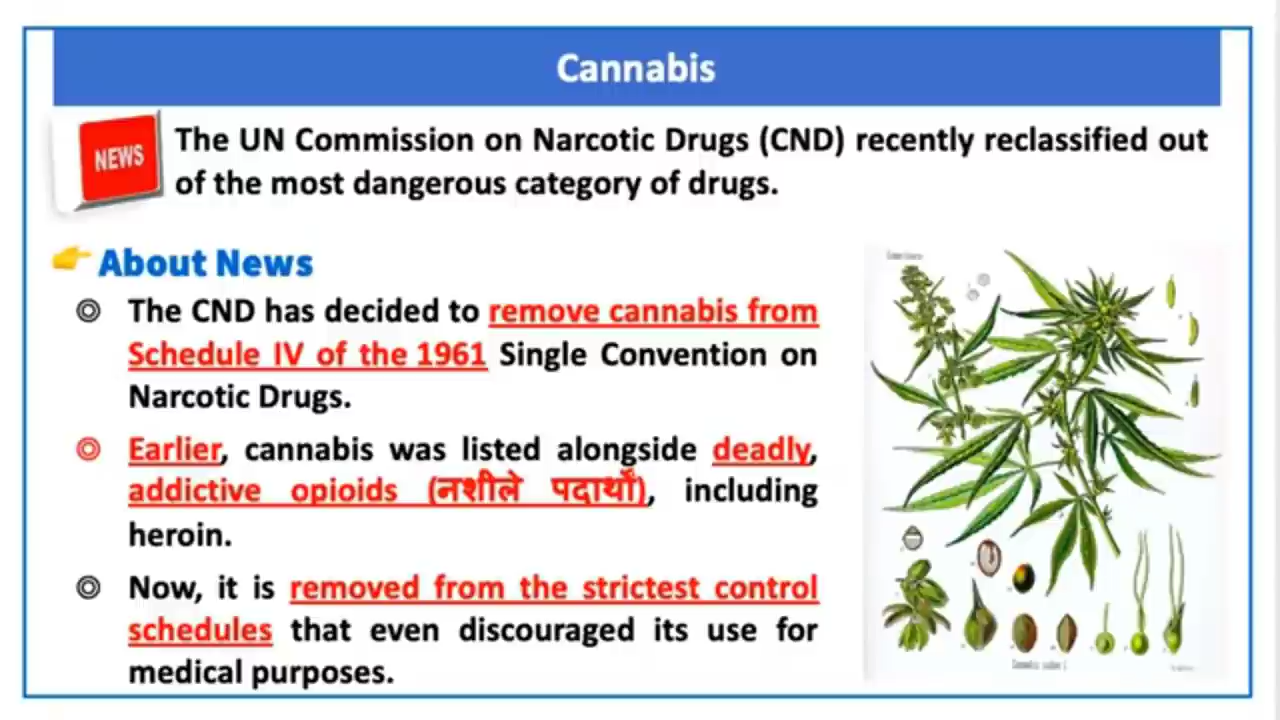 Cannabis
NEWS
The UN Commission on Narcotic Drugs (CND) recently reclassified out
of the most dangerous category of drugs.
About News
The CND has decided to remove cannabis from
Schedule IV of the 1961 Single Convention on
Narcotic Drugs.
Earlier, cannabis was listed alongside deadly,
addictive opioids (नशीले पदार्थों), including
heroin.
Now, it is removed from the strictest control
schedules that even discouraged its use for
medical purposes.